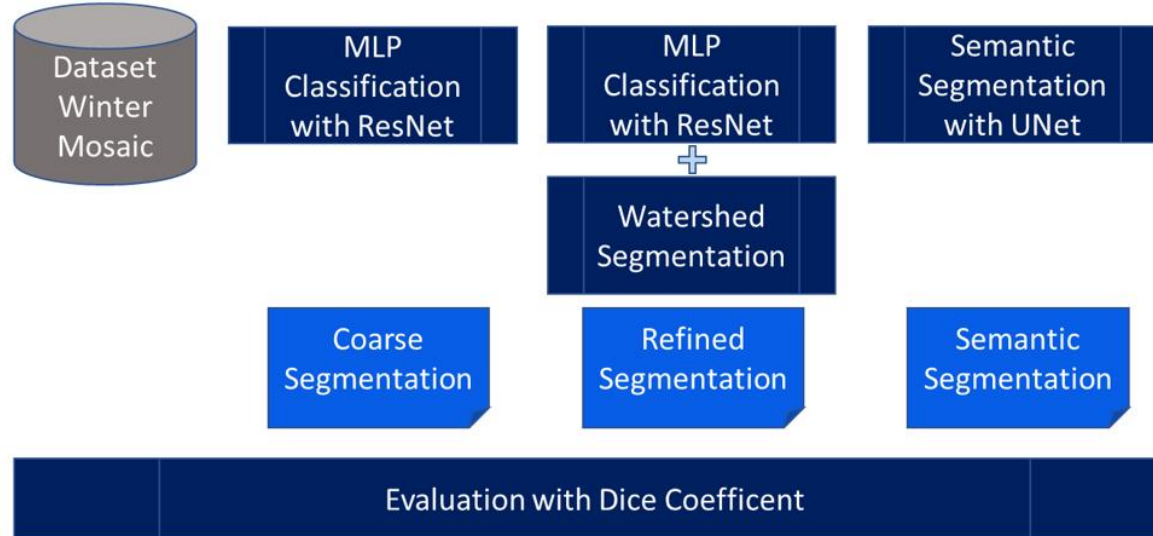 Dataset
Winter
Mosaic
MLP
Classification
with ResNet
MLP
Classification
with ResNet
Semantic
Segmentation
with UNet
Watershed
Segmentation
Coarse
Segmentation
Refined
Segmentation
Semantic
Segmentation
Evaluation with Dice Coefficent